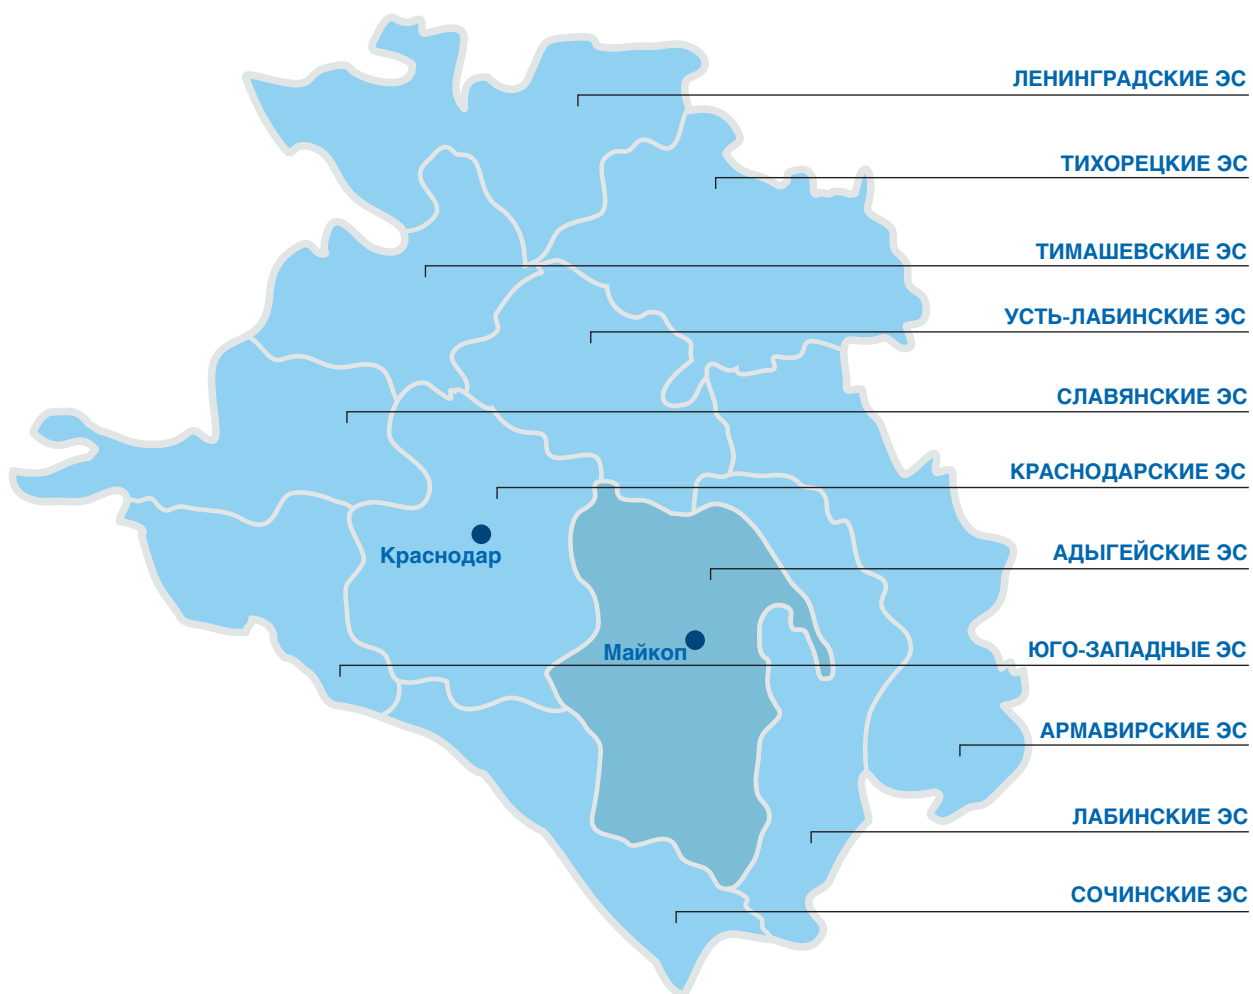 ЛЕНИНГРАДСКИЕ ЭС
ТИХОРЕЦКИЕ ЭС
ТИМАШЕВСКИЕ ЭС
УСТЬ-ЛАБИНСКИЕ ЭС
СЛАВЯНСКИЕ ЭС
КРАСНОДАРСКИЕ ЭС
Краснодар
АДЫГЕЙСКИЕ ЭС
Майкоп
ЮГО-ЗАПАДНЫЕ ЭС
АРМАВИРСКИЕ ЭС
ЛАБИНСКИЕ ЭС
СОЧИНСКИЕ ЭС